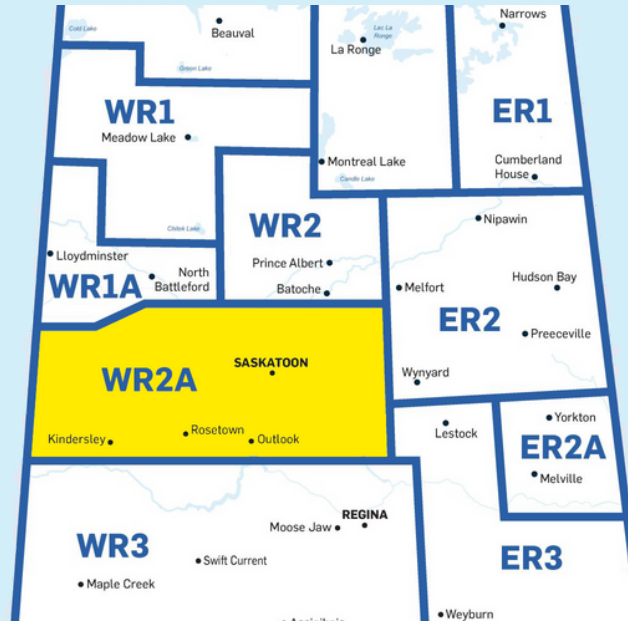 Narrows
Cold Lake
Beauval
Lac La
Ronge
La Ronge
Green Lake
WR1
ER1
Meadow Lake
Montreal Lake
Cumberland
House
Candle Lake
WR2
Nipawin
Chitek Lake
Lloydminster
North
Battleford
Prince Albert
Hudson Bay
WR1A
Batoche
Melfort
ER2
Preeceville
SASKATOON
WR2A
Wynyard
Yorkton
Rosetown
Lestock
Kindersley
Outlook
ER2A
Melville
REGINA
Moose Jaw
WR3
ER3
Swift Current
Maple Creek
Weyburn